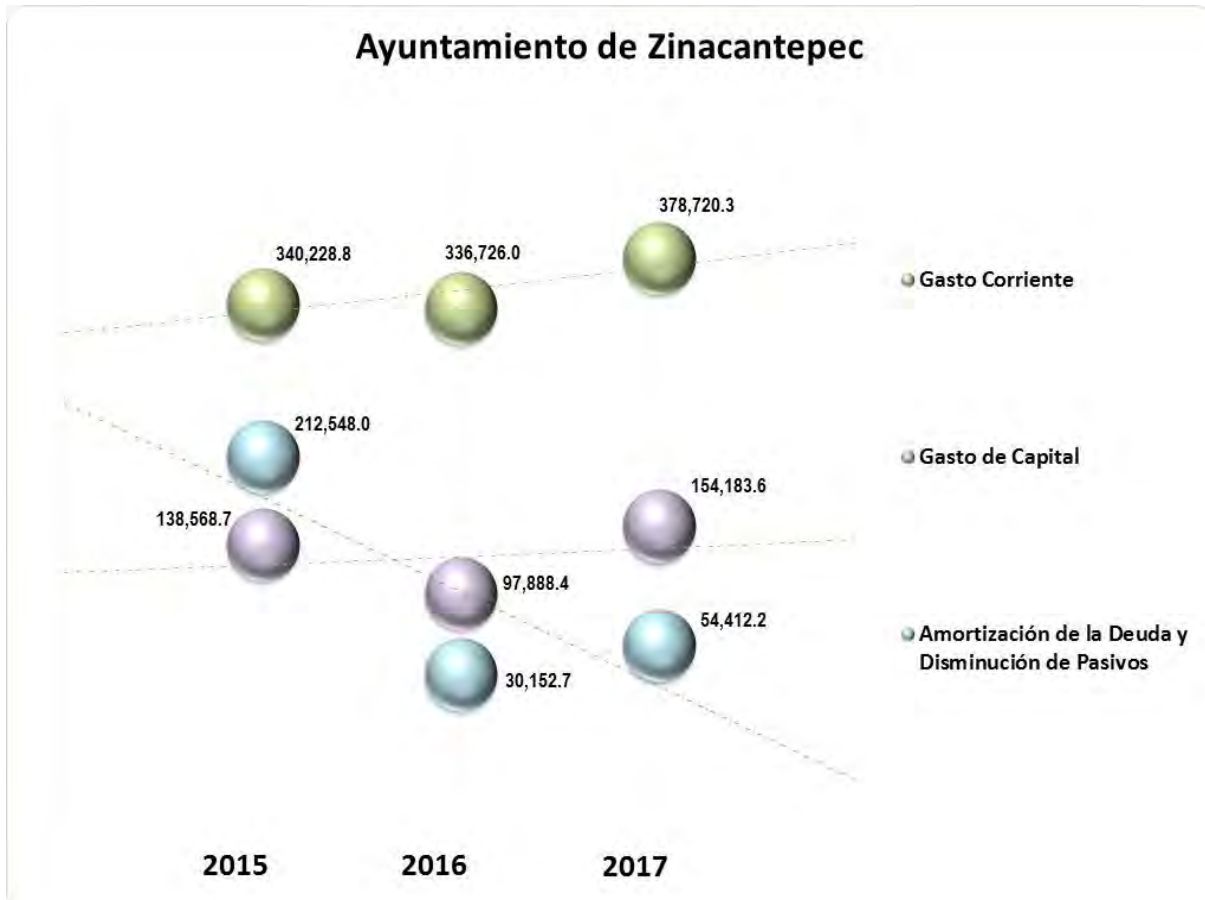 Ayuntamiento de Zinacantepec
378,720.3
340,228.8
336,726.0
Gasto Corriente
212,548.0
Gasto de Capital
154,183.6
138,568.7
97,888.4
54,412.2
Amortización de la Deuda y
Disminución de Pasivos
30,152.7
2015
2016
2017